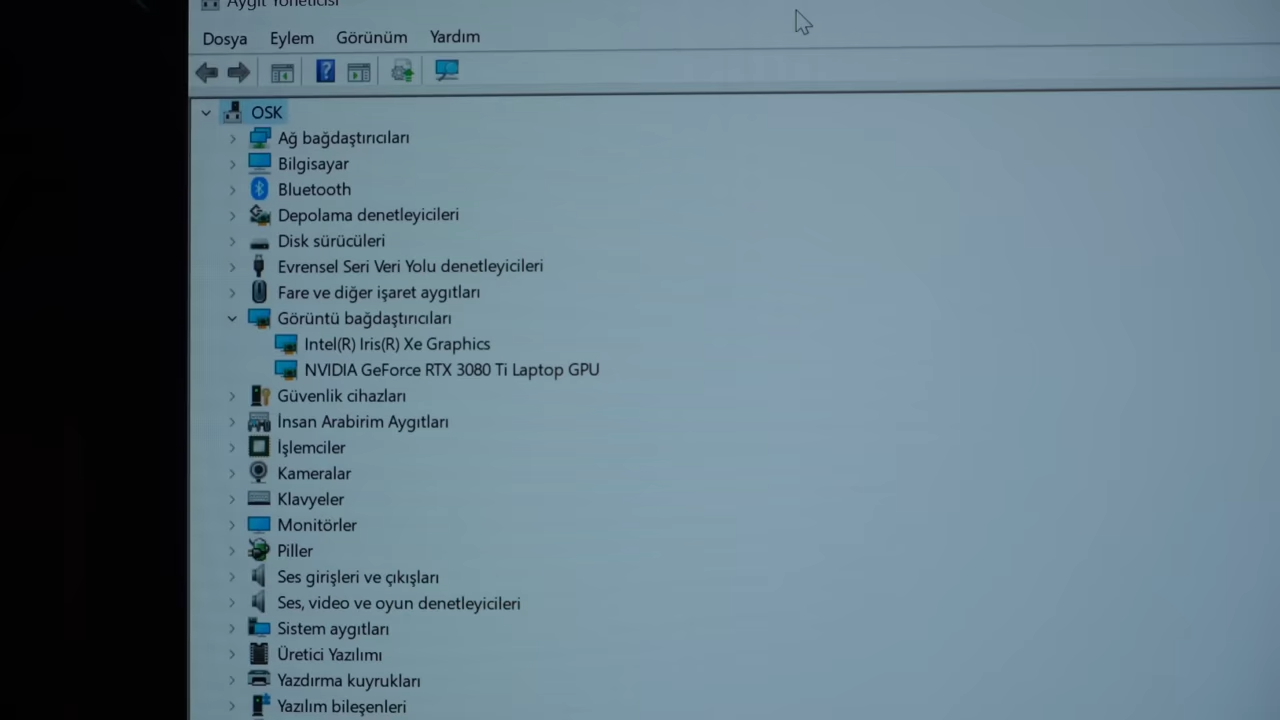 Aygıt Yöneticisi
Dosya Eylem Görünüm Yardım
OSK
Ağ bağdaştırıcıları
Bilgisayar
Bluetooth
Depolama denetleyicileri
Disk sürücüleri
Evrensel Seri Veri Yolu denetleyicileri
Fare ve diğer işaret aygıtları
Görüntü bağdaştırıcıları
Intel(R) Iris(R) Xe Graphics
NVIDIA GeForce RTX 3080 Ti Laptop GPU
Güvenlik cihazları
İnsan Arabirim Aygıtları
İşlemciler
Kameralar
Klavyeler
Monitörler
Piller
Ses girişleri ve çıkışları
Ses, video ve oyun denetleyicileri
Sistem aygıtları
Üretici Yazılımı
Yazdırma kuyrukları
Yazılım bileşenleri